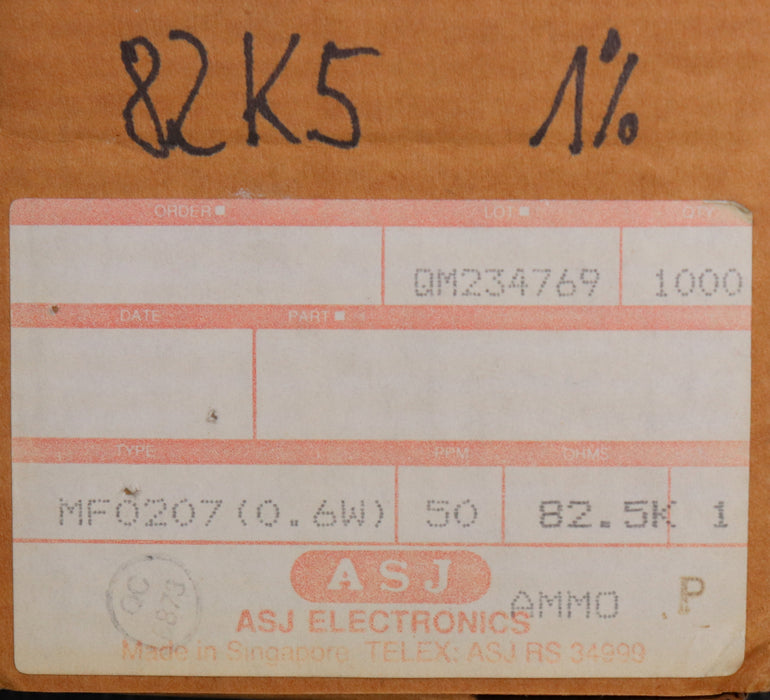 82K5 1%
ORDER LOT QTY
QM234769 1000
DATE PART
TYPE PPM OHMS
MF0207(0.6W) 50 82.5K 1
ASJ
QC
AMMO P
ASJ ELECTRONICS
Made in Singapore TELEX: ASJ RS 34999